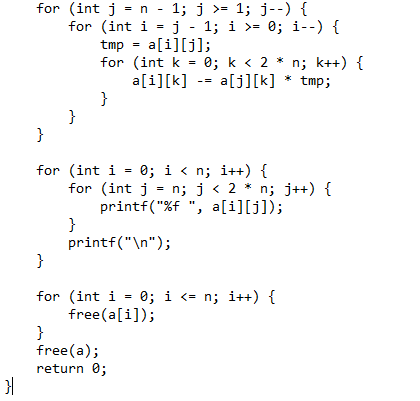 for (int j = n - 1; j >= 1; j--) {
for (int i = j - 1; i >= 0; i--) {
tmp = a[i][j];
for (int k = 0; k < 2 * n; k++) {
a[i][k] -= a[j][k] * tmp;
}
}
}
for (int i = 0; i < n; i++) {
for (int j = n; j < 2 * n; j++) {
printf("%f ", a[i][j]);
}
printf("\n");
}
for (int i = 0; i <= n; i++) {
free(a[i]);
}
free(a);
return 0;
}